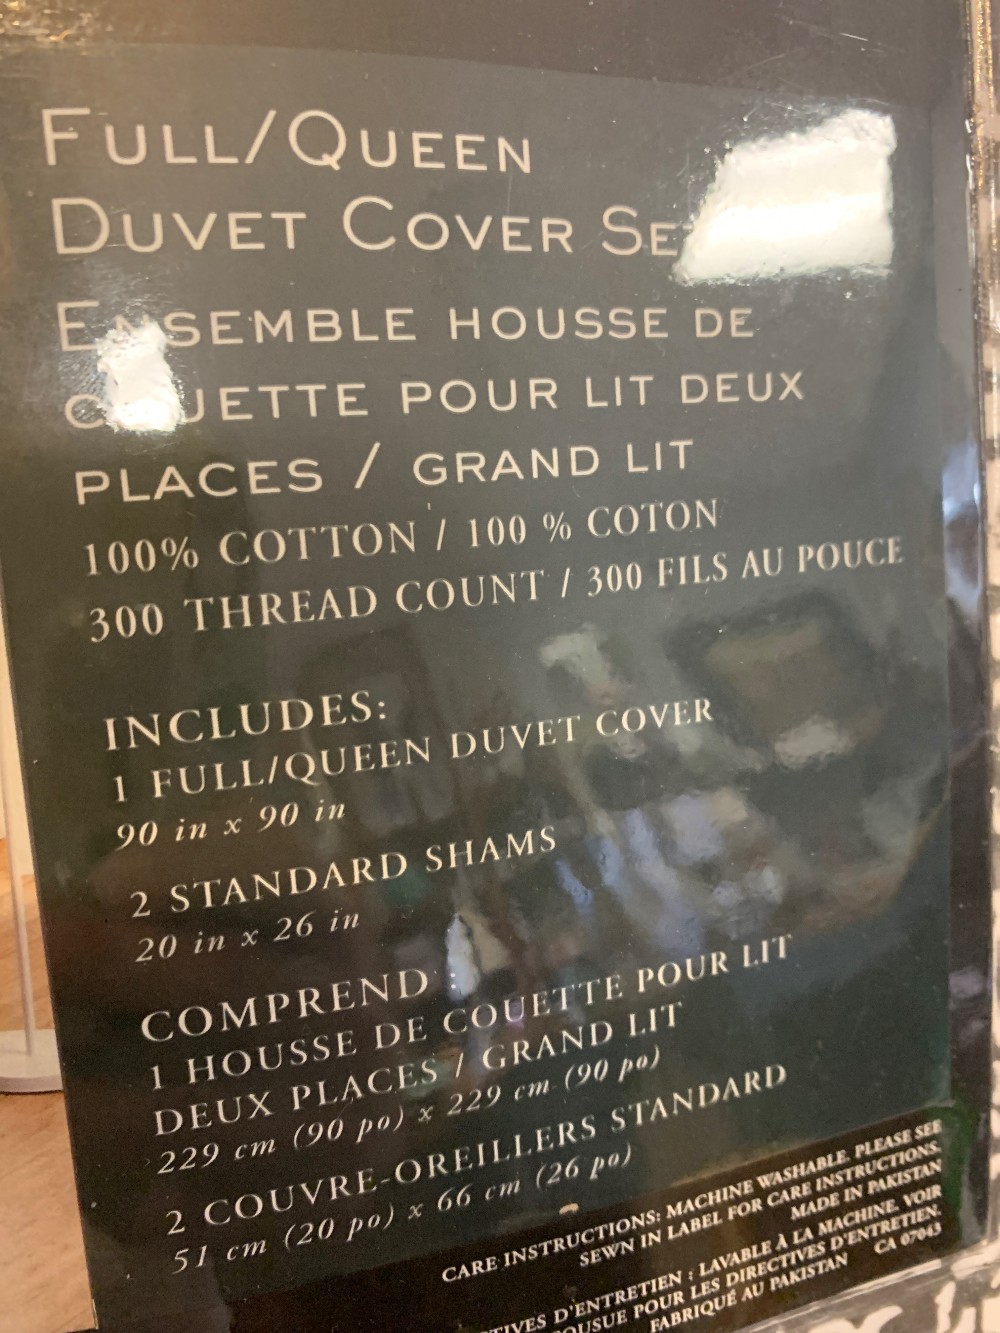 FULL/QUEEN
DUVET COVER
ENSEMBLE HOUSSE DE
COUETTE POUR LIT DEUX
PLACES / GRAND LIT
100% COTTON / 100 % COTON
300 THREAD COUNT / 300 FILS AU POUCE
INCLUDES:
1 FULL/QUEEN DUVET COVER
90 in x 90 in
2 STANDARD SHAMS
20 in x 26 in
COMPREND :
1 HOUSSE DE COUETTE POUR LIT
DEUX PLACES / GRAND LIT
229 cm (90 po) x 229 cm (90 po)
2 COUVRE-OREILLERS STANDARD
51 cm (20 po) x 66 cm (26 po)
CARE INSTRUCTIONS: MACHINE WASHABLE. PLEASE SEE
SEWN IN LABEL FOR CARE INSTRUCTIONS.
MADE IN PAKISTAN
D'ENTRETIEN : LAVABLE À LA MACHINE. VOIR
POUR LES DIRECTIVES D'ENTRETIEN.
FABRIQUÉ AU PAKISTAN CA 07043